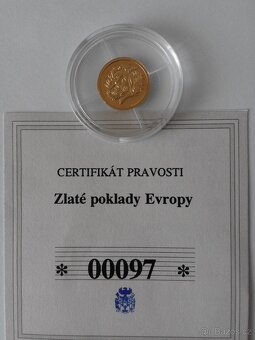 CERTIFIKÁT PRAVOSTI
Zlaté poklady Evropy
* 00097 *